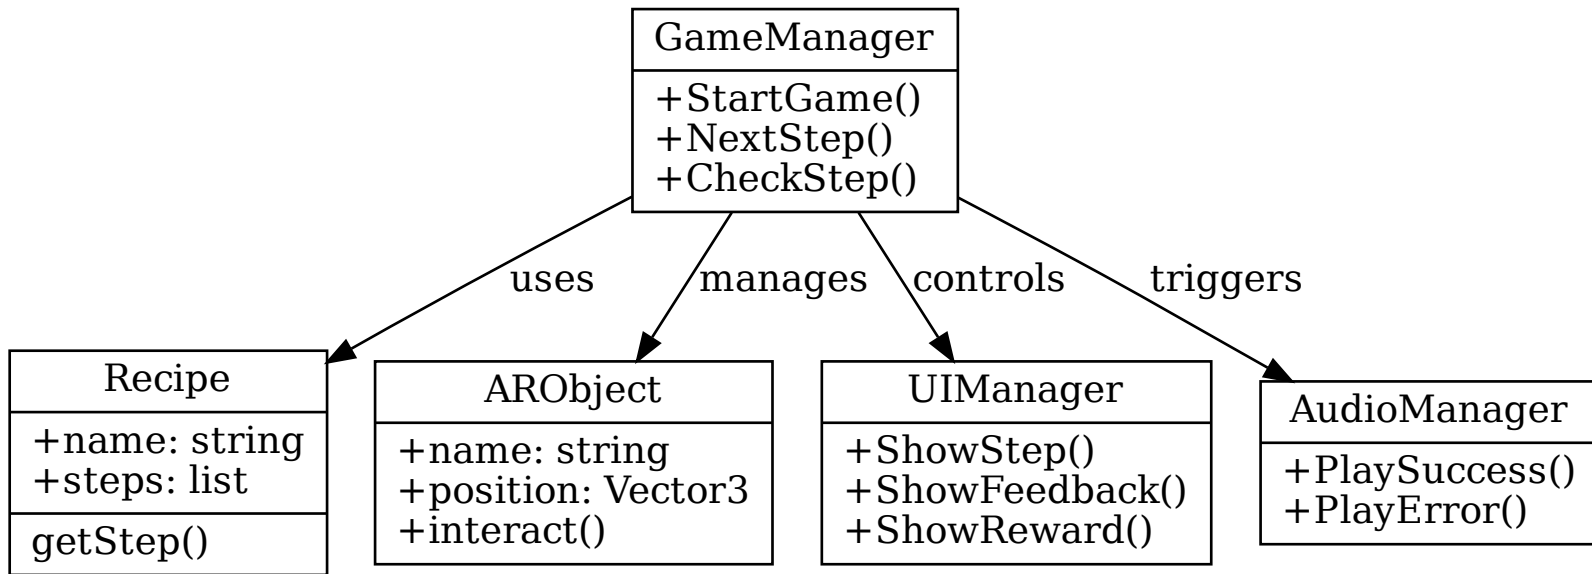 GameManager
+StartGame()
+NextStep()
+CheckStep()
uses
manages
controls
triggers
Recipe
+name: string
+steps: list
getStep()
ARObject
+name: string
+position: Vector3
+interact()
UIManager
+ShowStep()
+ShowFeedback()
+ShowReward()
AudioManager
+PlaySuccess()
+PlayError()